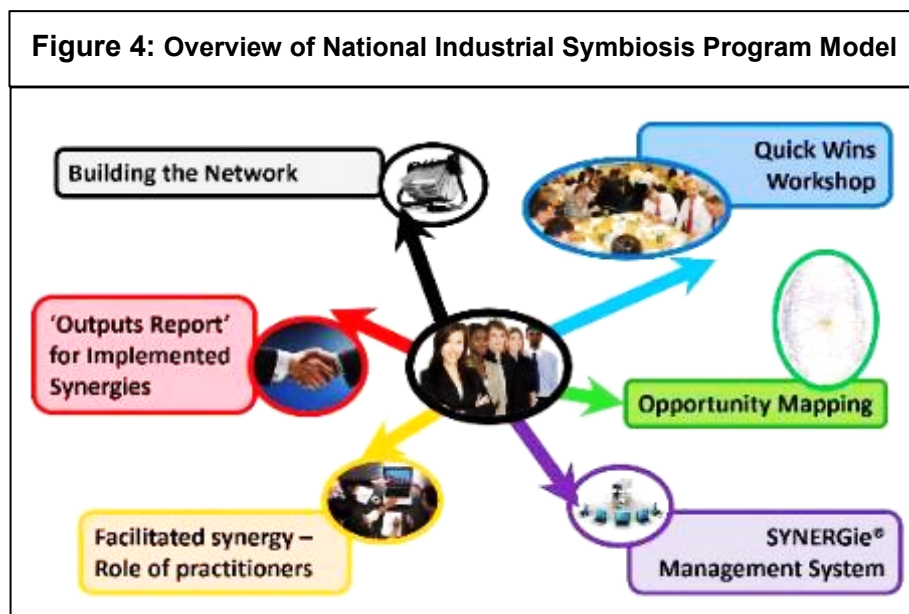 Figure 4: Overview of National Industrial Symbiosis Program Model
Building the Network
Quick Wins
Workshop
'Outputs Report'
for Implemented
Synergies
Opportunity Mapping
Facilitated synergy –
Role of practitioners
SYNERGie®
Management System